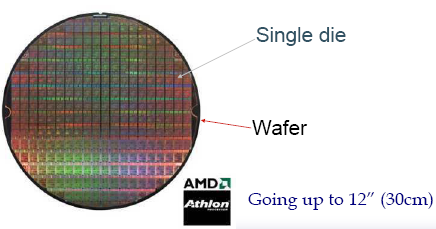 Single die
Wafer
AMD
Athlon
Going up to 12” (30cm)